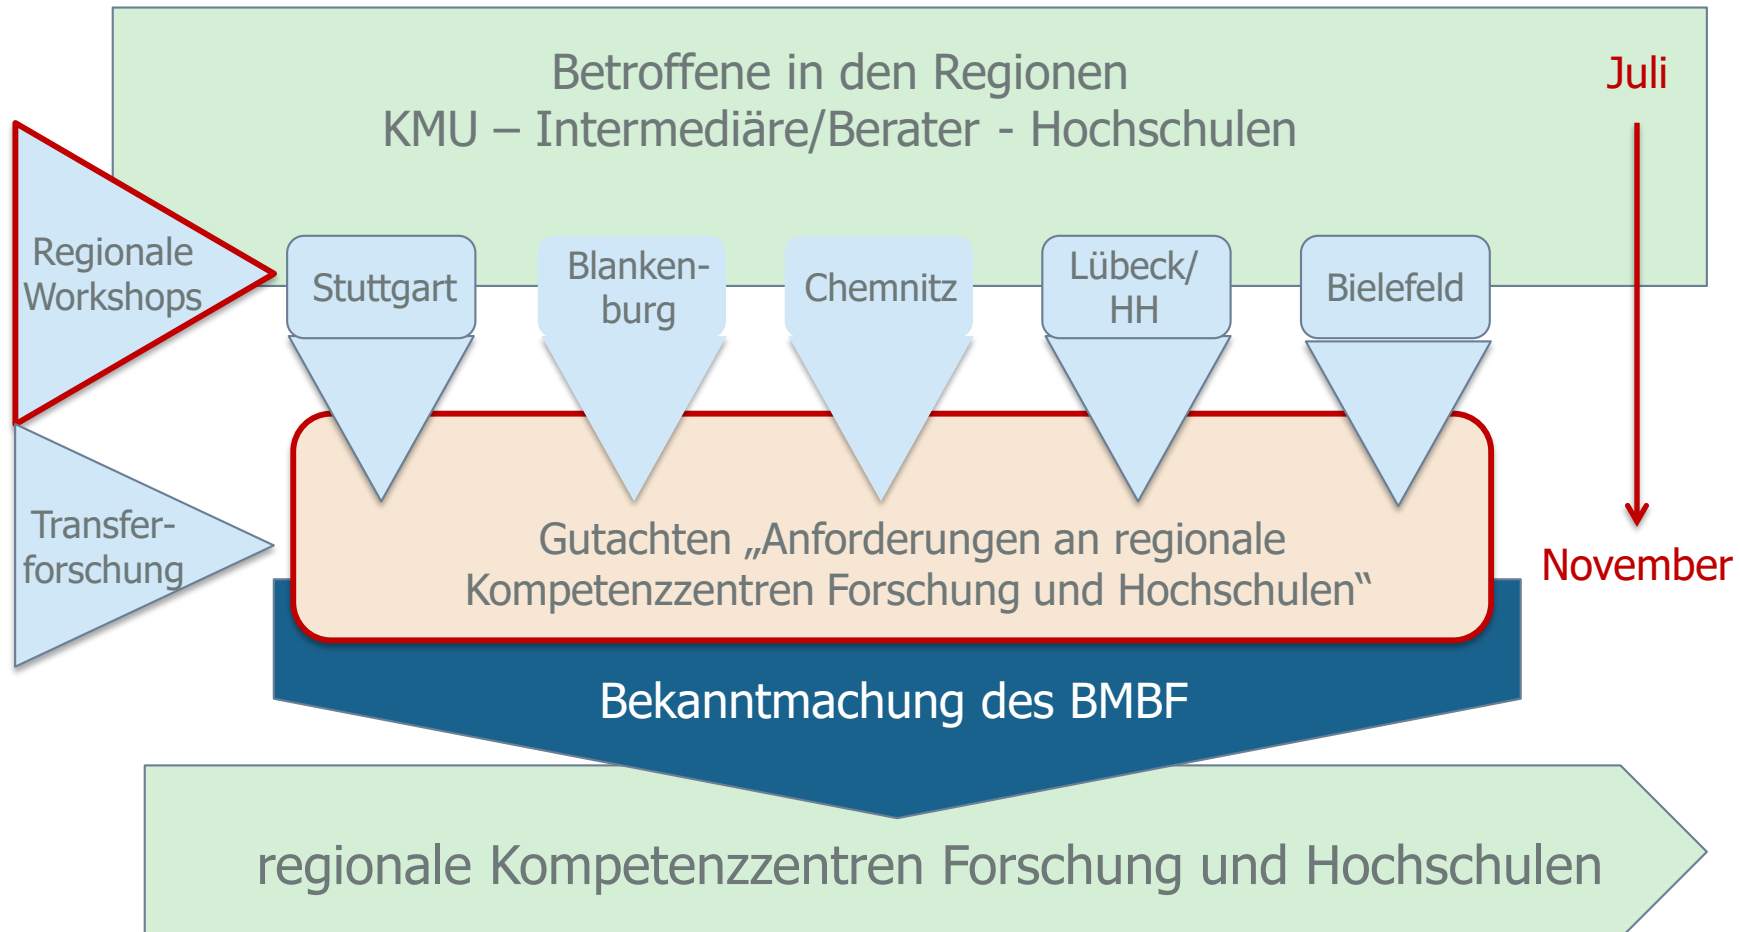 Betroffene in den Regionen
KMU – Intermediäre/Berater - Hochschulen
Juli
Regionale
Workshops
Stuttgart
Blanken-
burg
Chemnitz
Lübeck/
HH
Bielefeld
Transfer-
forschung
Gutachten „Anforderungen an regionale
Kompetenzzentren Forschung und Hochschulen“
November
Bekanntmachung des BMBF
regionale Kompetenzzentren Forschung und Hochschulen